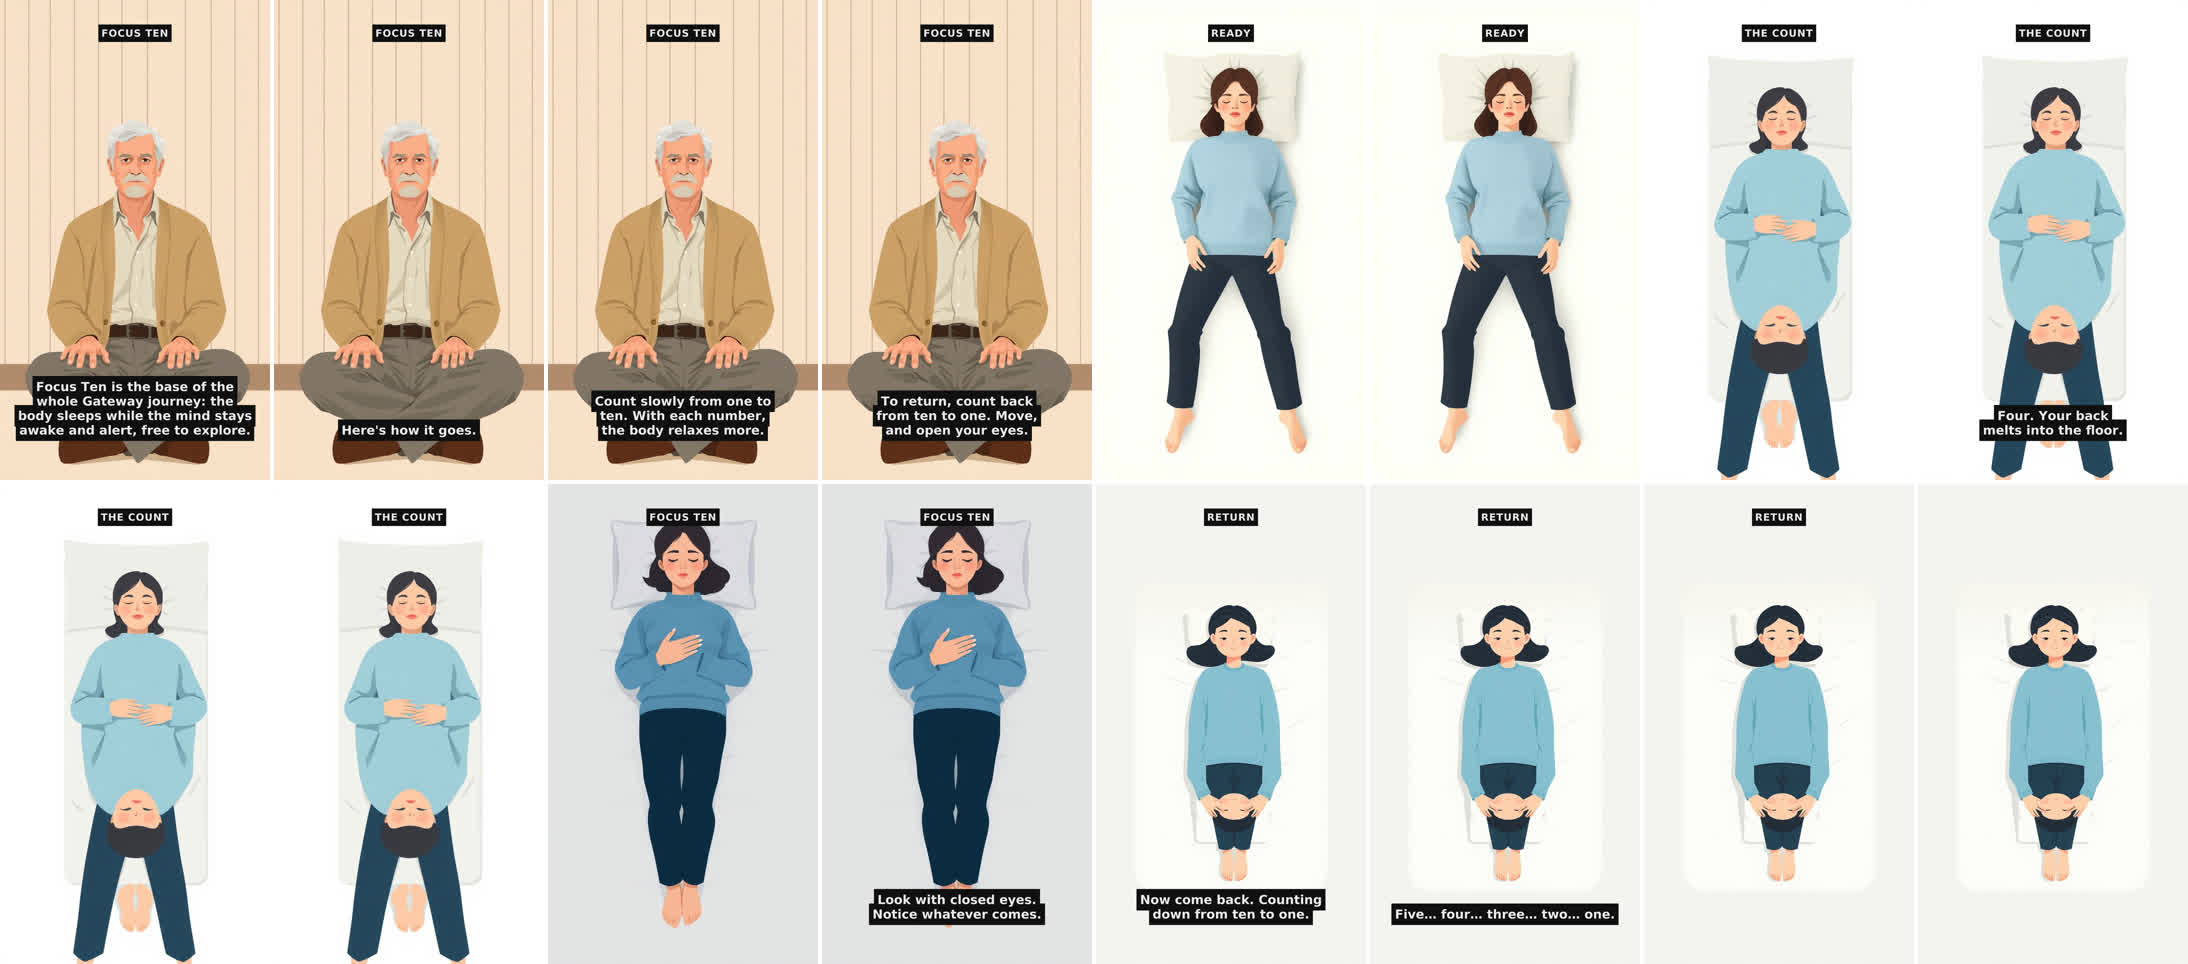 FOCUS TEN
Focus Ten is the base of the
whole Gateway journey: the
body sleeps while the mind stays
awake and alert, free to explore.
FOCUS TEN
Here's how it goes.
FOCUS TEN
Count slowly from one to
ten. With each number,
the body relaxes more.
FOCUS TEN
To return, count back
from ten to one. Move,
and open your eyes.
READY
READY
THE COUNT
THE COUNT
Four. Your back
melts into the floor.
THE COUNT
THE COUNT
FOCUS TEN
FOCUS TEN
Look with closed eyes.
Notice whatever comes.
RETURN
Now come back. Counting
down from ten to one.
RETURN
Five... four... three... two... one.
RETURN